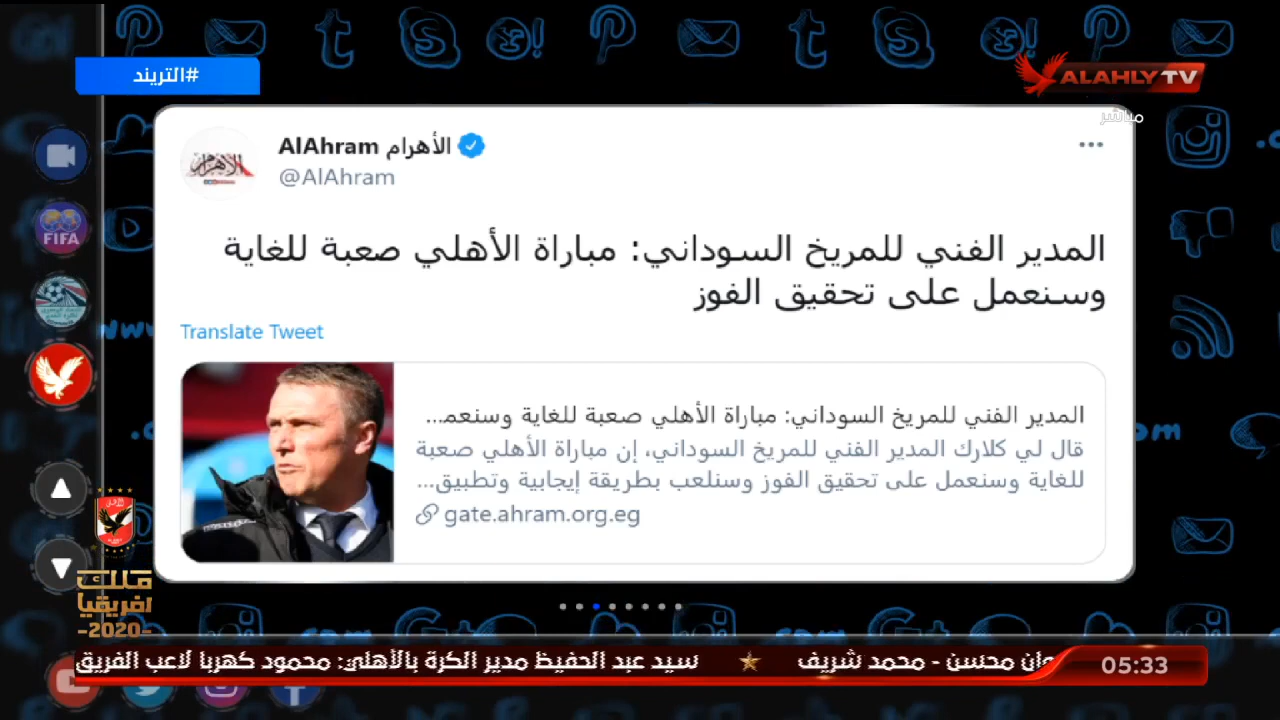 #التريند
ALAHLY TV
مباشر
AlAhram الأهرام
@AlAhram
المدير الفني للمريخ السوداني: مباراة الأهلي صعبة للغاية
وسنعمل على تحقيق الفوز
Translate Tweet
المدير الفني للمريخ السوداني: مباراة الأهلي صعبة للغاية وسنعمـ...
قال لي كلارك المدير الفني للمريخ السوداني، إن مباراة الأهلي صعبة
للغاية وسنعمل على تحقيق الفوز وسنلعب بطريقة إيجابية وتطبيق...
gate.ahram.org.eg
FIFA
ملك
افريقيا
-2020-
وان محسن - محمد شريف ★ سيد عبد الحفيظ مدير الكرة بالأهلي: محمود كهربا لاعب الفريق
05:33